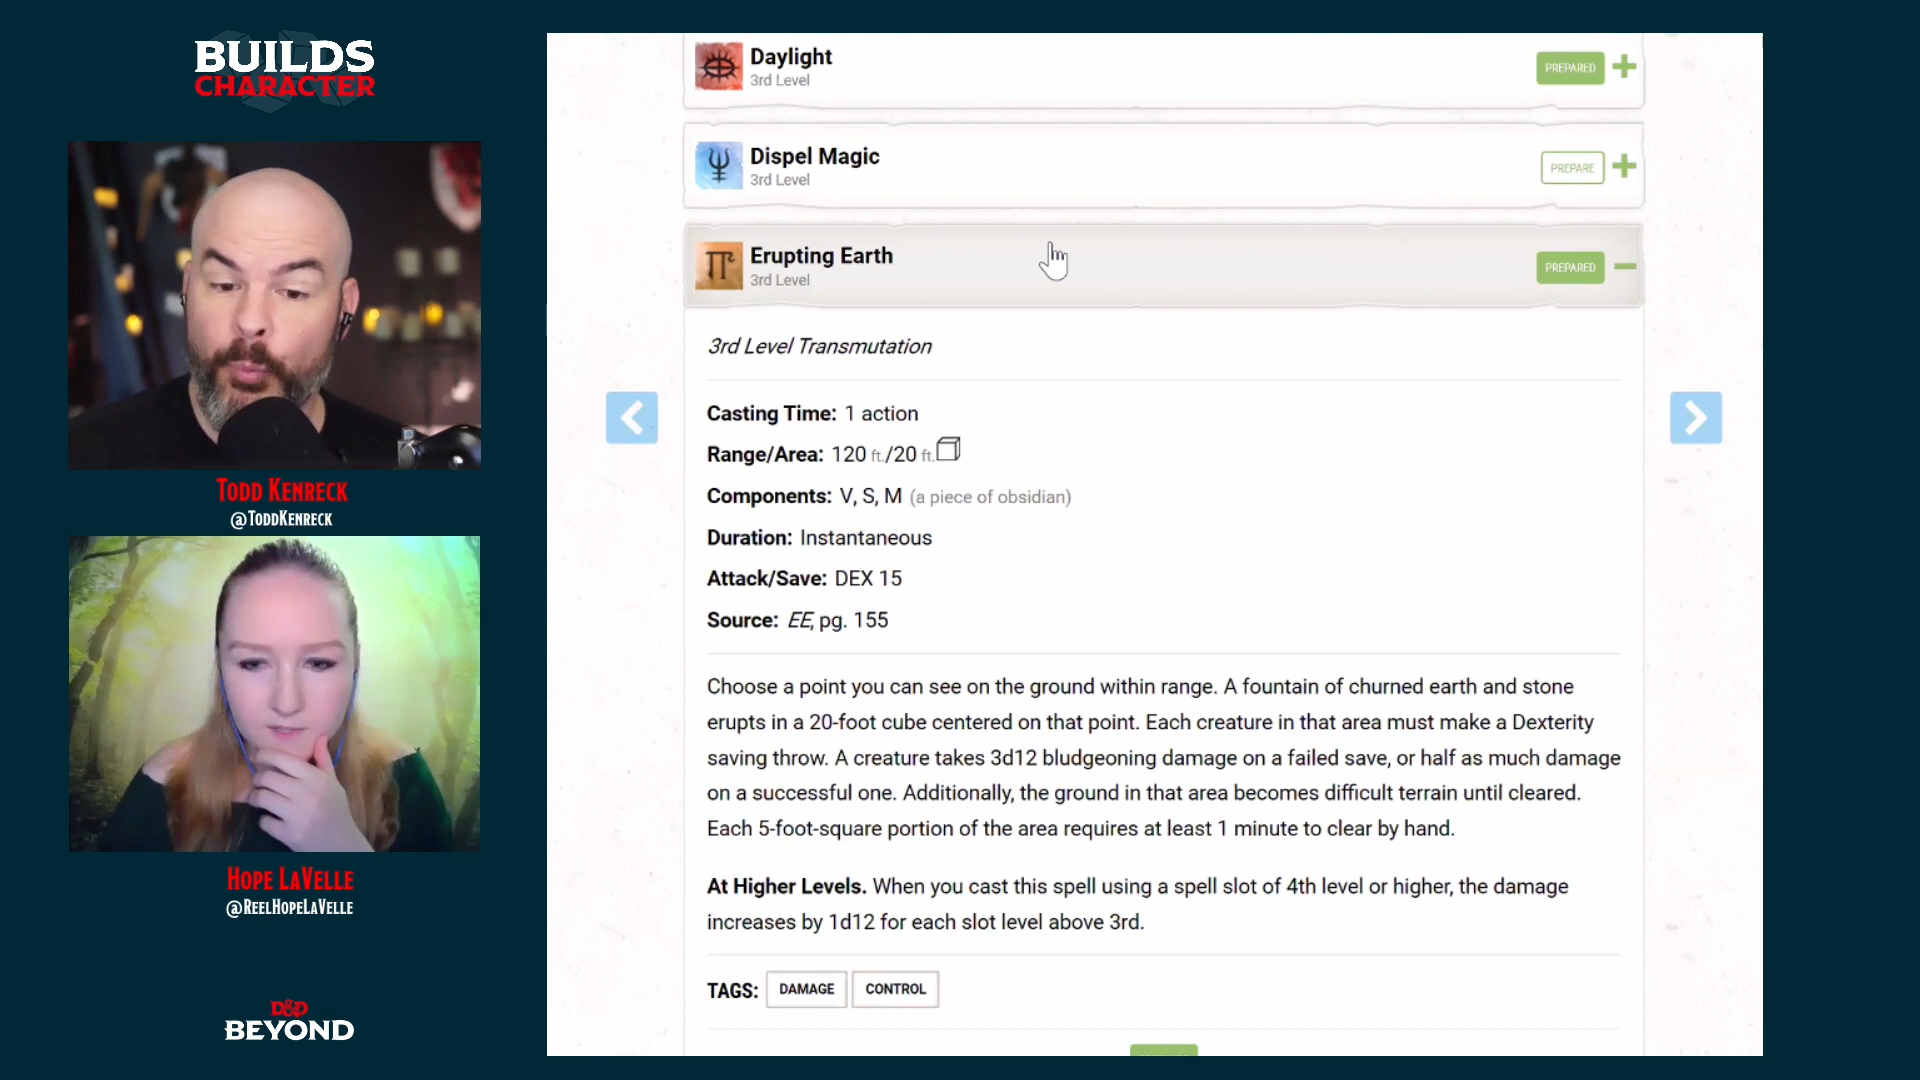 BUILDS
CHARACTER
Todd Kenreck
@ToddKenreck
Hope LaVelle
@ReelHopeLaVelle
D&D
BEYOND
Daylight
3rd Level
PREPARED
Dispel Magic
3rd Level
PREPARE
Erupting Earth
3rd Level
PREPARED
3rd Level Transmutation
Casting Time: 1 action
Range/Area: 120 ft./20 ft.
Components: V, S, M (a piece of obsidian)
Duration: Instantaneous
Attack/Save: DEX 15
Source: EE, pg. 155
Choose a point you can see on the ground within range. A fountain of churned earth and stone
erupts in a 20-foot cube centered on that point. Each creature in that area must make a Dexterity
saving throw. A creature takes 3d12 bludgeoning damage on a failed save, or half as much damage
on a successful one. Additionally, the ground in that area becomes difficult terrain until cleared.
Each 5-foot-square portion of the area requires at least 1 minute to clear by hand.
At Higher Levels. When you cast this spell using a spell slot of 4th level or higher, the damage
increases by 1d12 for each slot level above 3rd.
TAGS: DAMAGE CONTROL